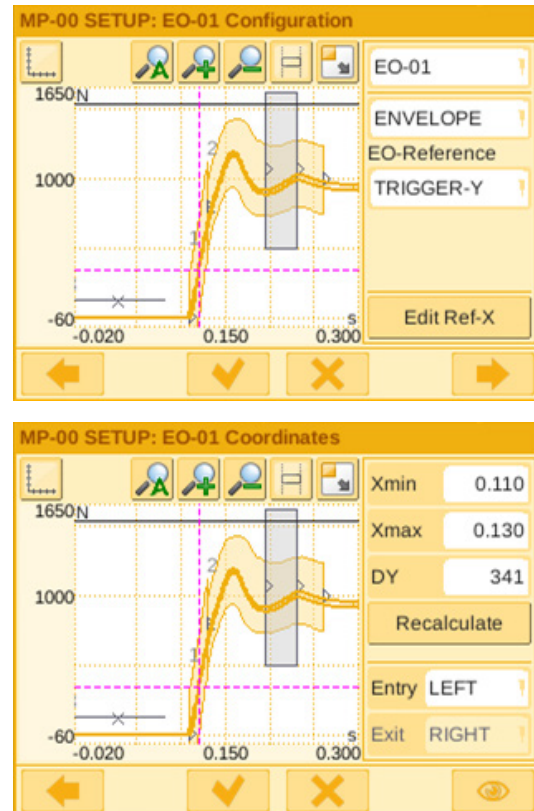 MP-00 SETUP: EO-01 Configuration
A
EO-01
1650 N
ENVELOPE
2
EO-Reference
1000
TRIGGER-Y
1
-60
s
Edit Ref-X
-0.020 0.150 0.300
MP-00 SETUP: EO-01 Coordinates
A
Xmin 0.110
1650 N
Xmax 0.130
2
DY 341
1000
Recalculate
1
Entry LEFT
-60
s
Exit RIGHT
-0.020 0.150 0.300